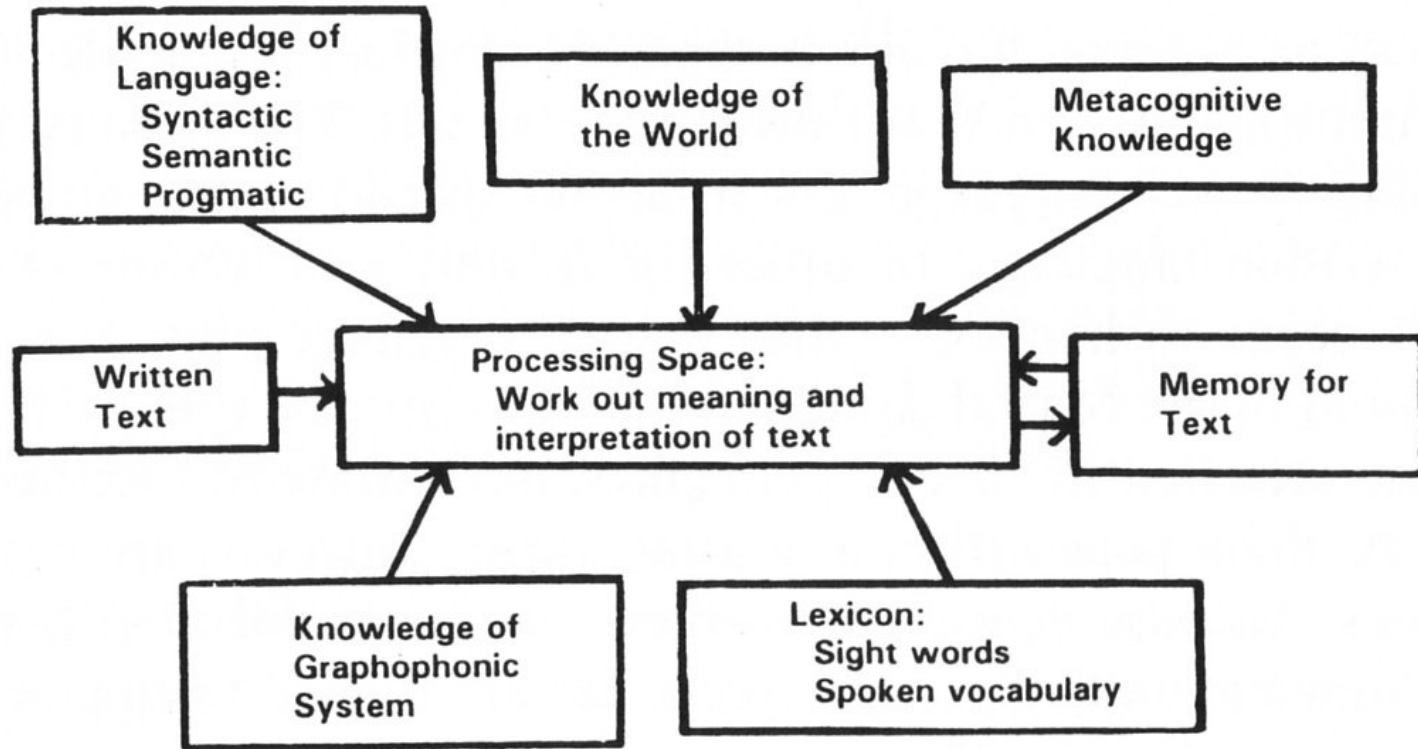 Knowledge of
Language:
Syntactic
Semantic
Progmatic
Knowledge of
the World
Metacognitive
Knowledge
Written
Text
Processing Space:
Work out meaning and
interpretation of text
Memory for
Text
Knowledge of
Graphophonic
System
Lexicon:
Sight words
Spoken vocabulary